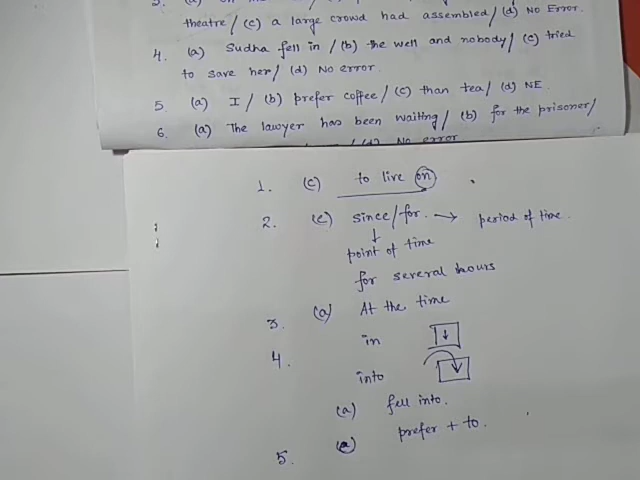 theatre / (c) a large crowd had assembled / (d) No Error.
4. (a) Sudha fell in / (b) the well and nobody / (c) tried
to save her / (d) No error.
5. (a) I / (b) prefer coffee / (c) than tea / (d) NE.
6. (a) The lawyer has been waiting / (b) for the prisoner /
(d) No error
1. (c) to live on
2. (c) since/for. → period of time.
point of time
for several hours
3. (a) At the time
4. in
into
(a) fell into.
5. (c) prefer + to.